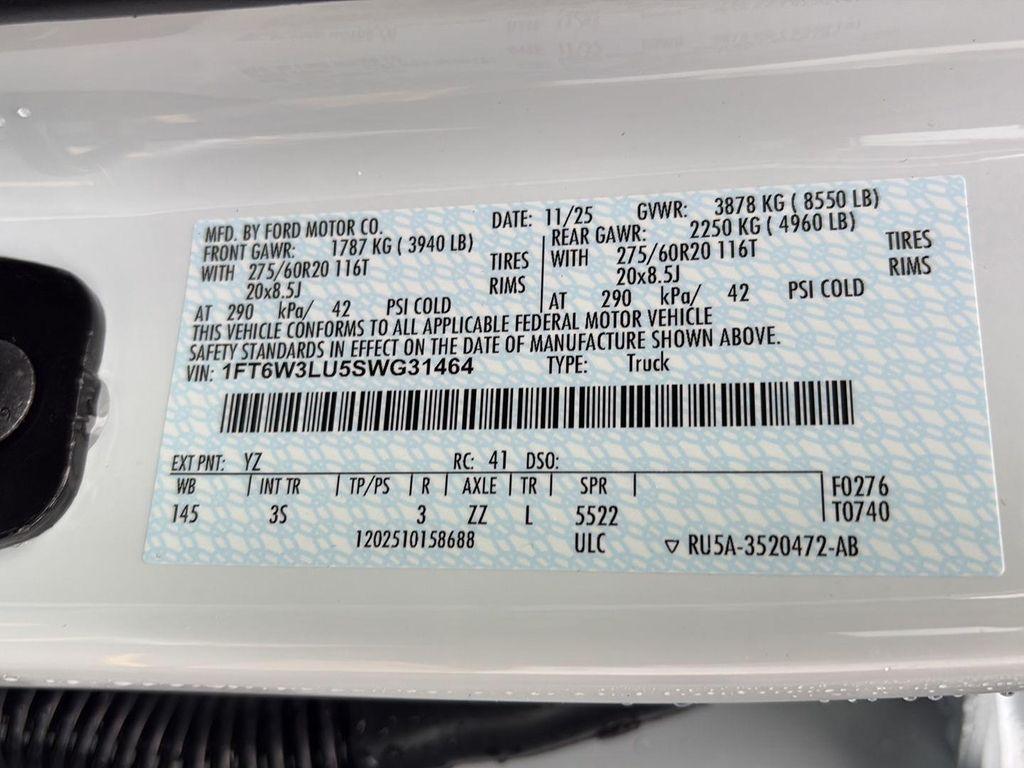 MFD. BY FORD MOTOR CO. DATE: 11/25 GVWR: 3878 KG ( 8550 LB)
FRONT GAWR: 1787 KG ( 3940 LB) REAR GAWR: 2250 KG ( 4960 LB)
WITH 275/60R20 116T TIRES WITH 275/60R20 116T TIRES
20x8.5J RIMS 20x8.5J RIMS
AT 290 kPa/ 42 PSI COLD AT 290 kPa/ 42 PSI COLD
THIS VEHICLE CONFORMS TO ALL APPLICABLE FEDERAL MOTOR VEHICLE
SAFETY STANDARDS IN EFFECT ON THE DATE OF MANUFACTURE SHOWN ABOVE.
VIN: 1FT6W3LU5SWG31464 TYPE: Truck
EXT PNT: YZ RC: 41 DSO:
WB INT TR TP/PS R AXLE TR SPR F0276
145 3S 3 ZZ L 5522 T0740
1202510158688 ULC ▽ RU5A-3520472-AB